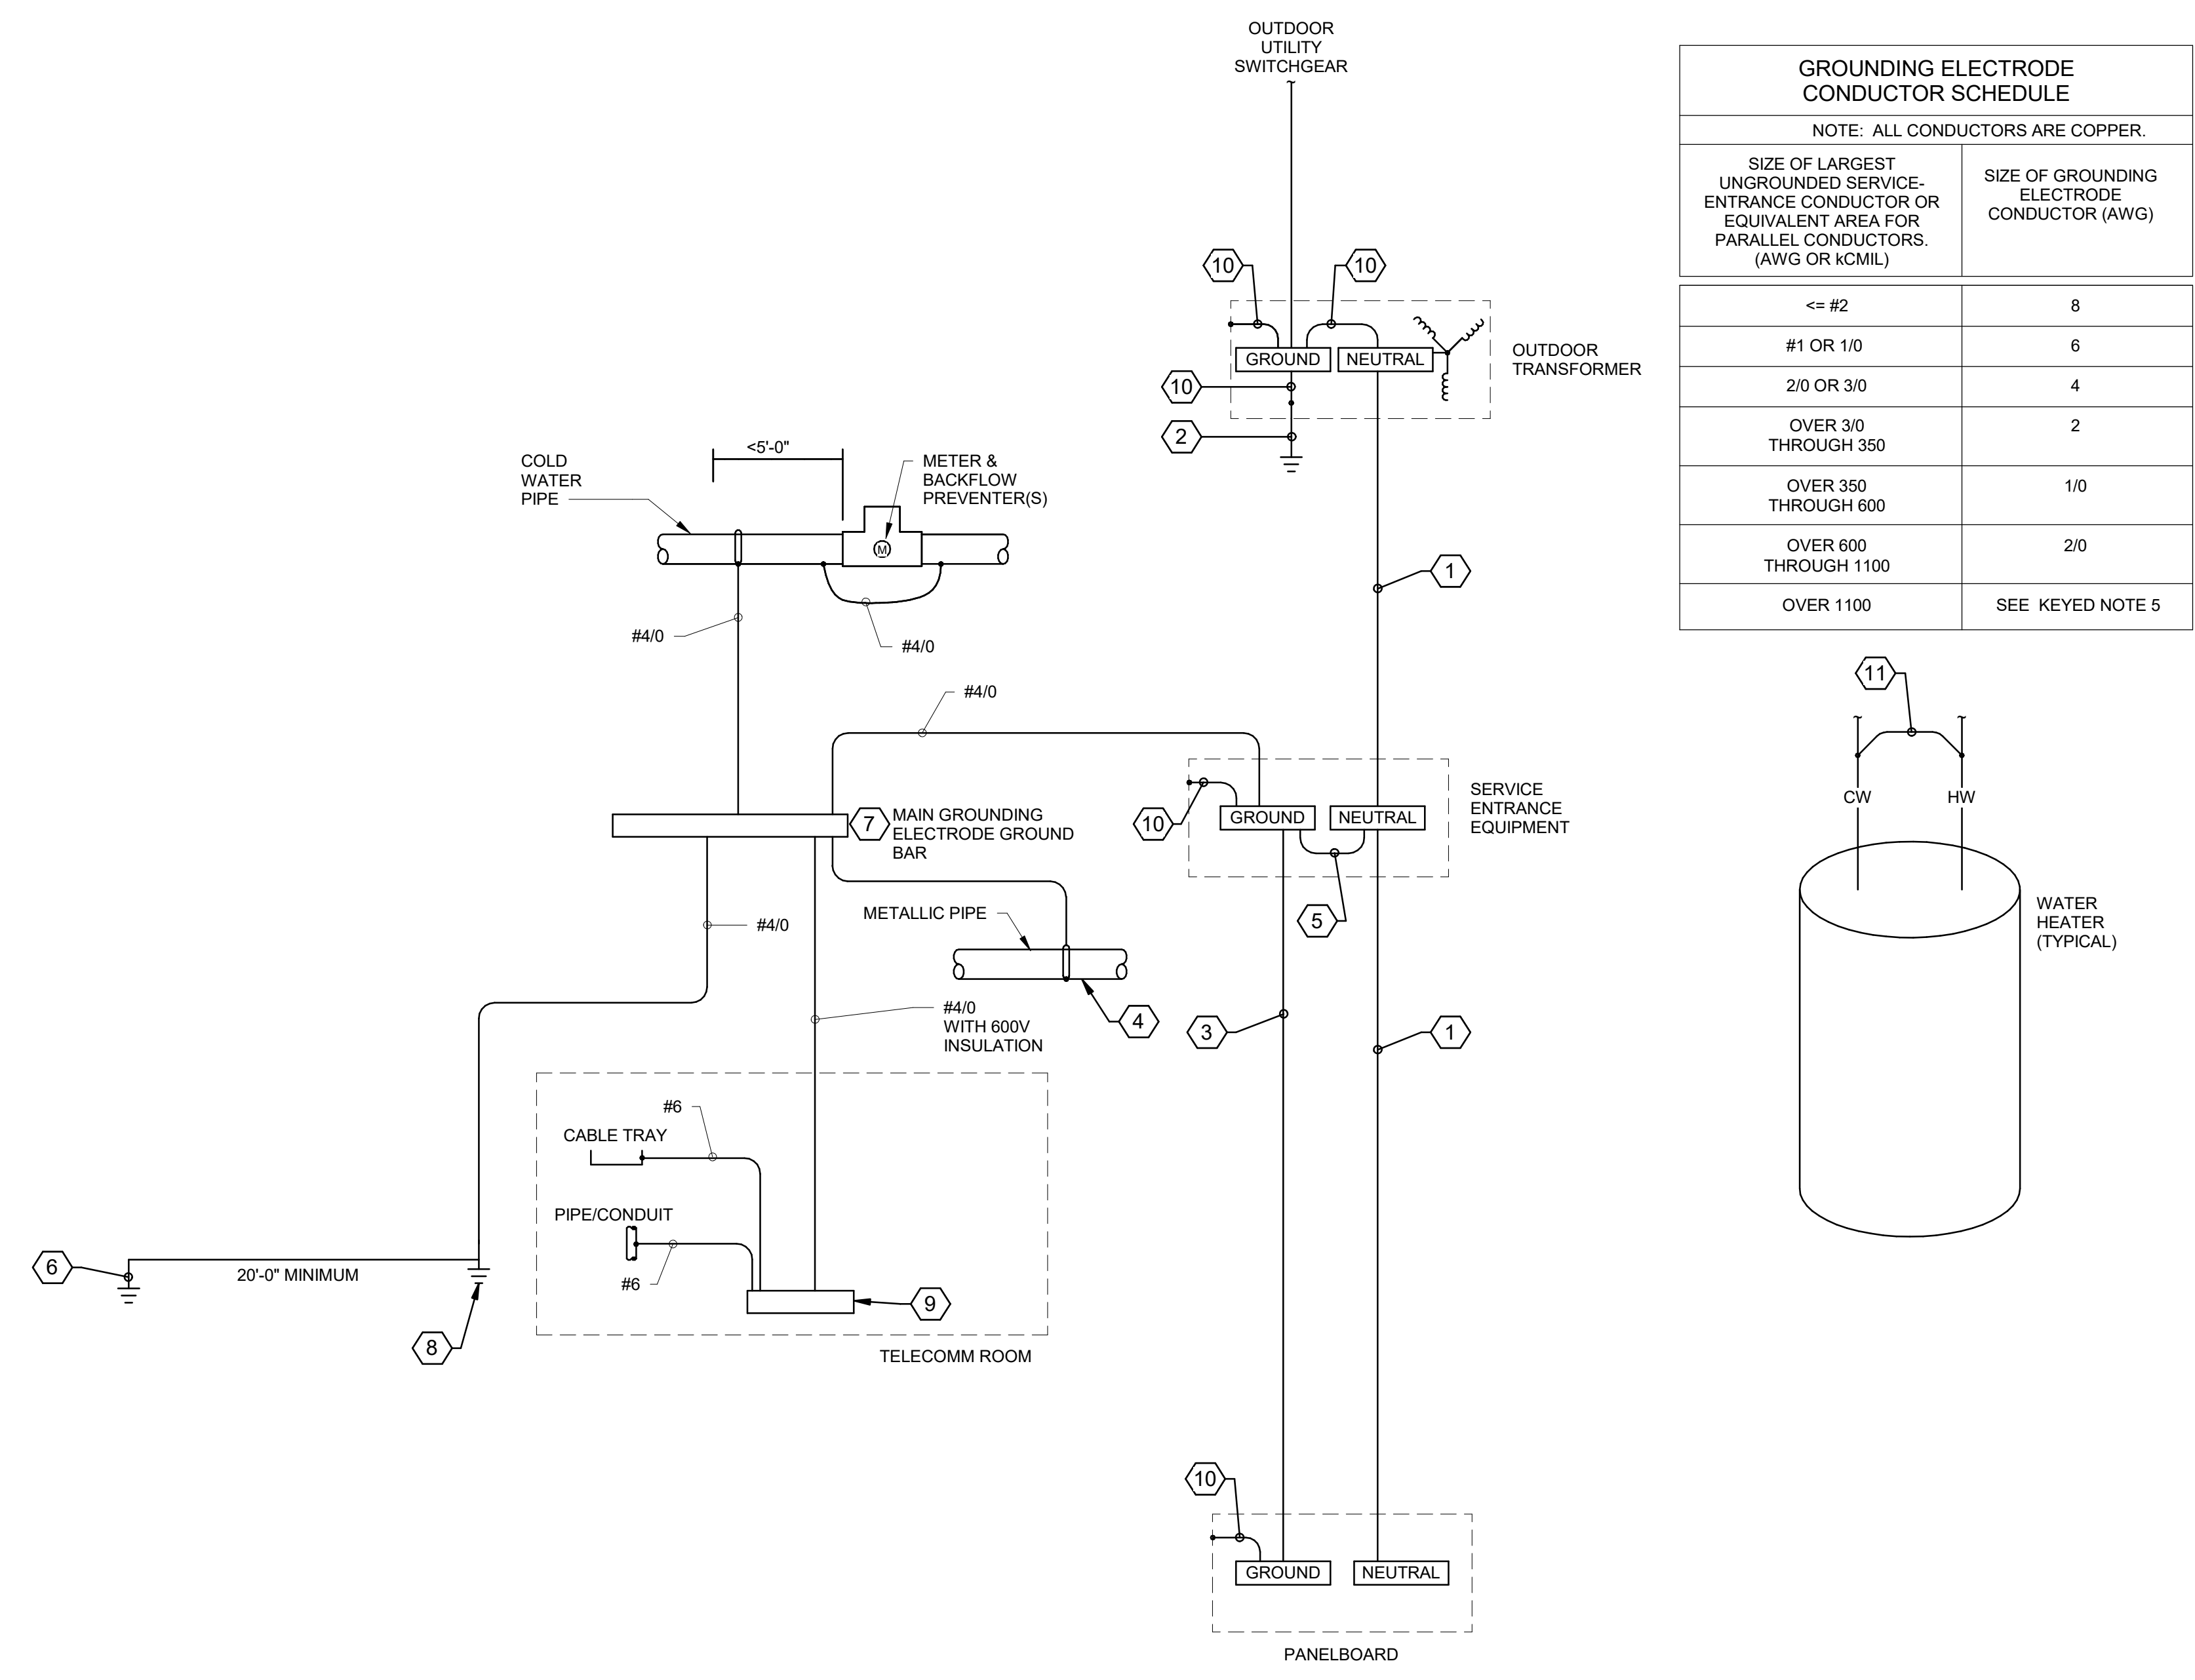 OUTDOOR
UTILITY
SWITCHGEAR
GROUNDING ELECTRODE
CONDUCTOR SCHEDULE
NOTE: ALL CONDUCTORS ARE COPPER.
SIZE OF LARGEST
UNGROUNDED SERVICE-
ENTRANCE CONDUCTOR OR
EQUIVALENT AREA FOR
PARALLEL CONDUCTORS.
(AWG OR kCMIL)
SIZE OF GROUNDING
ELECTRODE
CONDUCTOR (AWG)
<= #2
8
#1 OR 1/0
6
2/0 OR 3/0
4
OVER 3/0
THROUGH 350
2
OVER 350
THROUGH 600
1/0
OVER 600
THROUGH 1100
2/0
OVER 1100
SEE KEYED NOTE 5
10
10
GROUND
NEUTRAL
OUTDOOR
TRANSFORMER
10
2
<5'-0"
COLD
WATER
PIPE
METER &
BACKFLOW
PREVENTER(S)
M
1
#4/0
#4/0
#4/0
11
CW
HW
WATER
HEATER
(TYPICAL)
7
MAIN GROUNDING
ELECTRODE GROUND
BAR
10
GROUND
NEUTRAL
SERVICE
ENTRANCE
EQUIPMENT
5
METALLIC PIPE
4
#4/0
#4/0
WITH 600V
INSULATION
3
1
#6
CABLE TRAY
PIPE/CONDUIT
#6
9
TELECOMM ROOM
6
20'-0" MINIMUM
8
10
GROUND
NEUTRAL
PANELBOARD